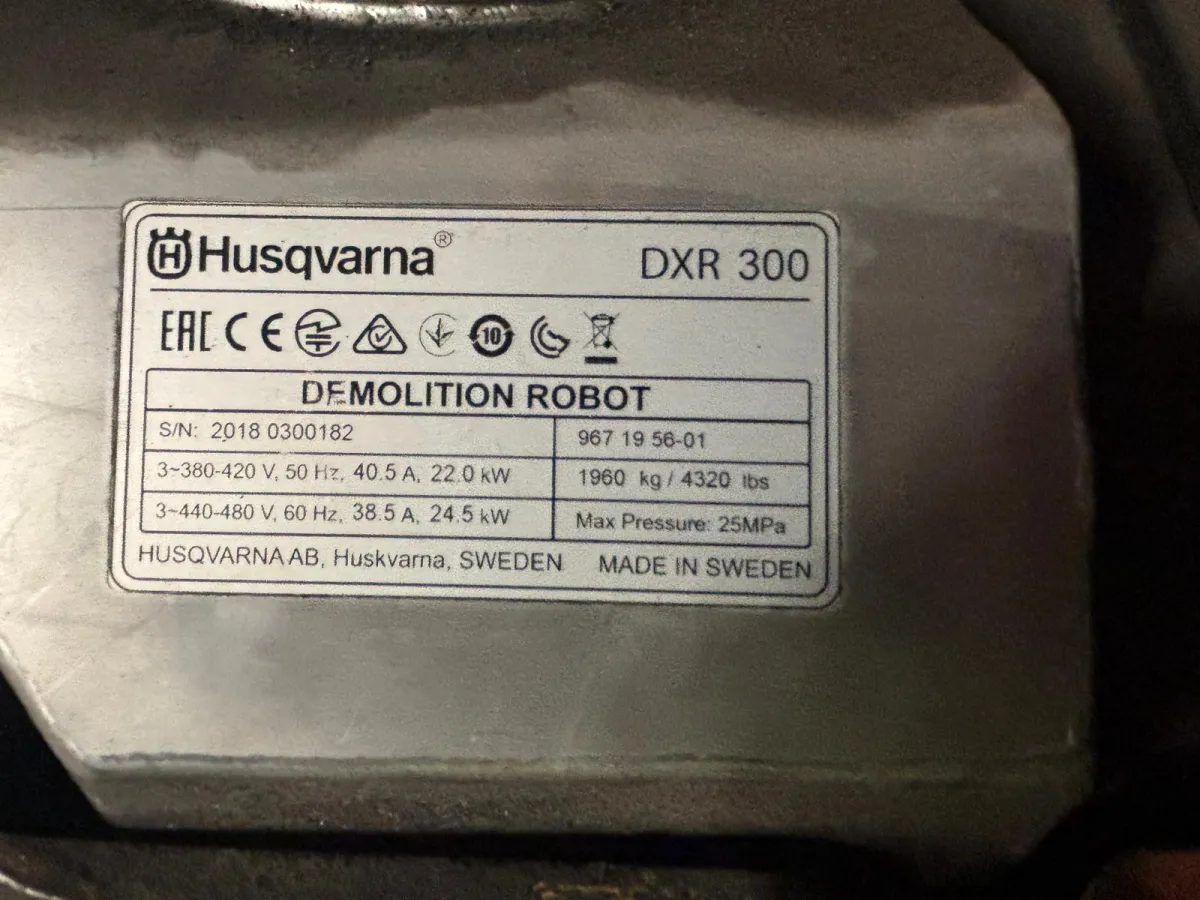 Husqvarna® DXR 300
EAC CE 10
DEMOLITION ROBOT
S/N: 2018 0300182 967 19 56-01
3~380-420 V, 50 Hz, 40.5 A, 22.0 kW 1960 kg / 4320 lbs
3~440-480 V, 60 Hz, 38.5 A, 24.5 kW Max Pressure: 25MPa
HUSQVARNA AB, Huskvarna, SWEDEN MADE IN SWEDEN